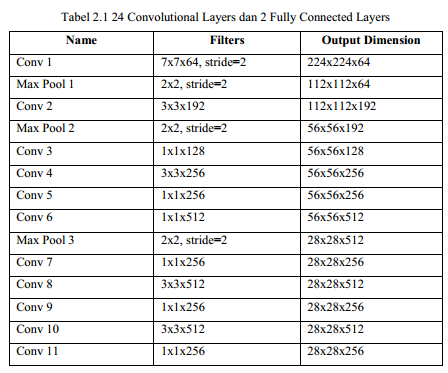 Tabel 2.1 24 Convolutional Layers dan 2 Fully Connected Layers
Name Filters Output Dimension
Conv 1 7x7x64, stride=2 224x224x64
Max Pool 1 2x2, stride=2 112x112x64
Conv 2 3x3x192 112x112x192
Max Pool 2 2x2, stride=2 56x56x192
Conv 3 1x1x128 56x56x128
Conv 4 3x3x256 56x56x256
Conv 5 1x1x256 56x56x256
Conv 6 1x1x512 56x56x512
Max Pool 3 2x2, stride=2 28x28x512
Conv 7 1x1x256 28x28x256
Conv 8 3x3x512 28x28x512
Conv 9 1x1x256 28x28x256
Conv 10 3x3x512 28x28x512
Conv 11 1x1x256 28x28x256